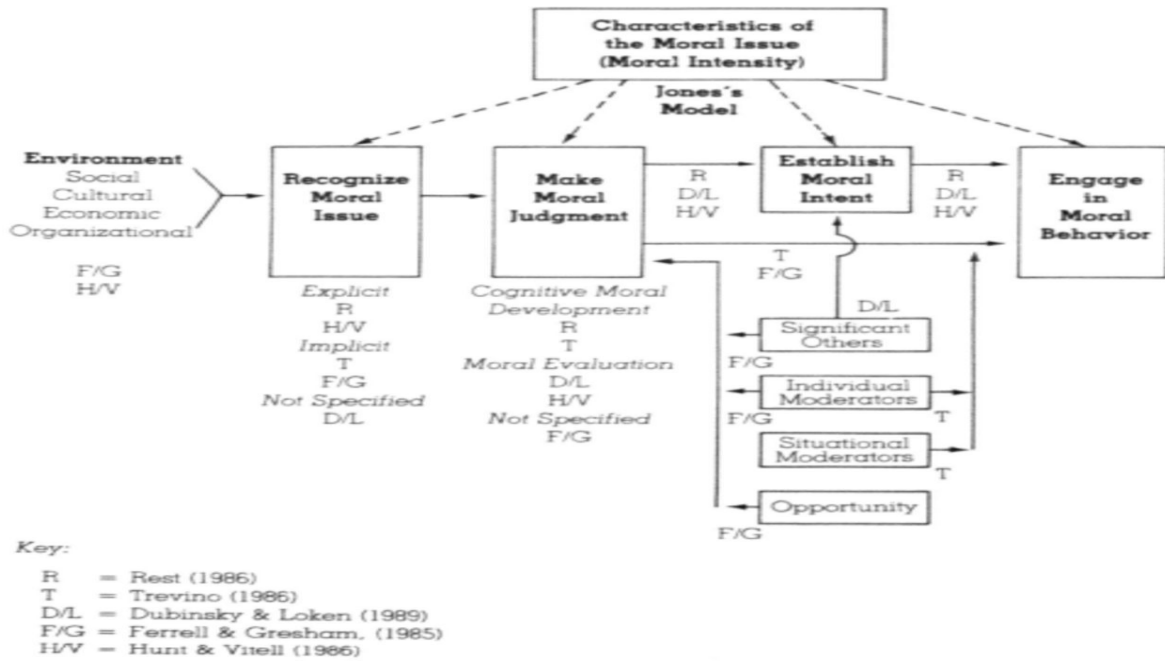 Characteristics of
the Moral Issue
(Moral Intensity)
Jones's
Model
Environment
Social
Cultural
Economic
Organizational
F/G
H/V
Recognize
Moral
Issue
Explicit
R
H/V
Implicit
T
F/G
Not Specified
D/L
Make
Moral
Judgment
Cognitive Moral
Development
R
T
Moral Evaluation
D/L
H/V
Not Specified
F/G
R
D/L
H/V
Establish
Moral
Intent
R
D/L
H/V
Engage
in
Moral
Behavior
T
F/G
D/L
Significant
Others
F/G
Individual
Moderators
F/G
T
Situational
Moderators
T
Opportunity
F/G
Key:
R = Rest (1986)
T = Trevino (1986)
D/L = Dubinsky & Loken (1989)
F/G = Ferrell & Gresham, (1985)
H/V = Hunt & Vitell (1986)